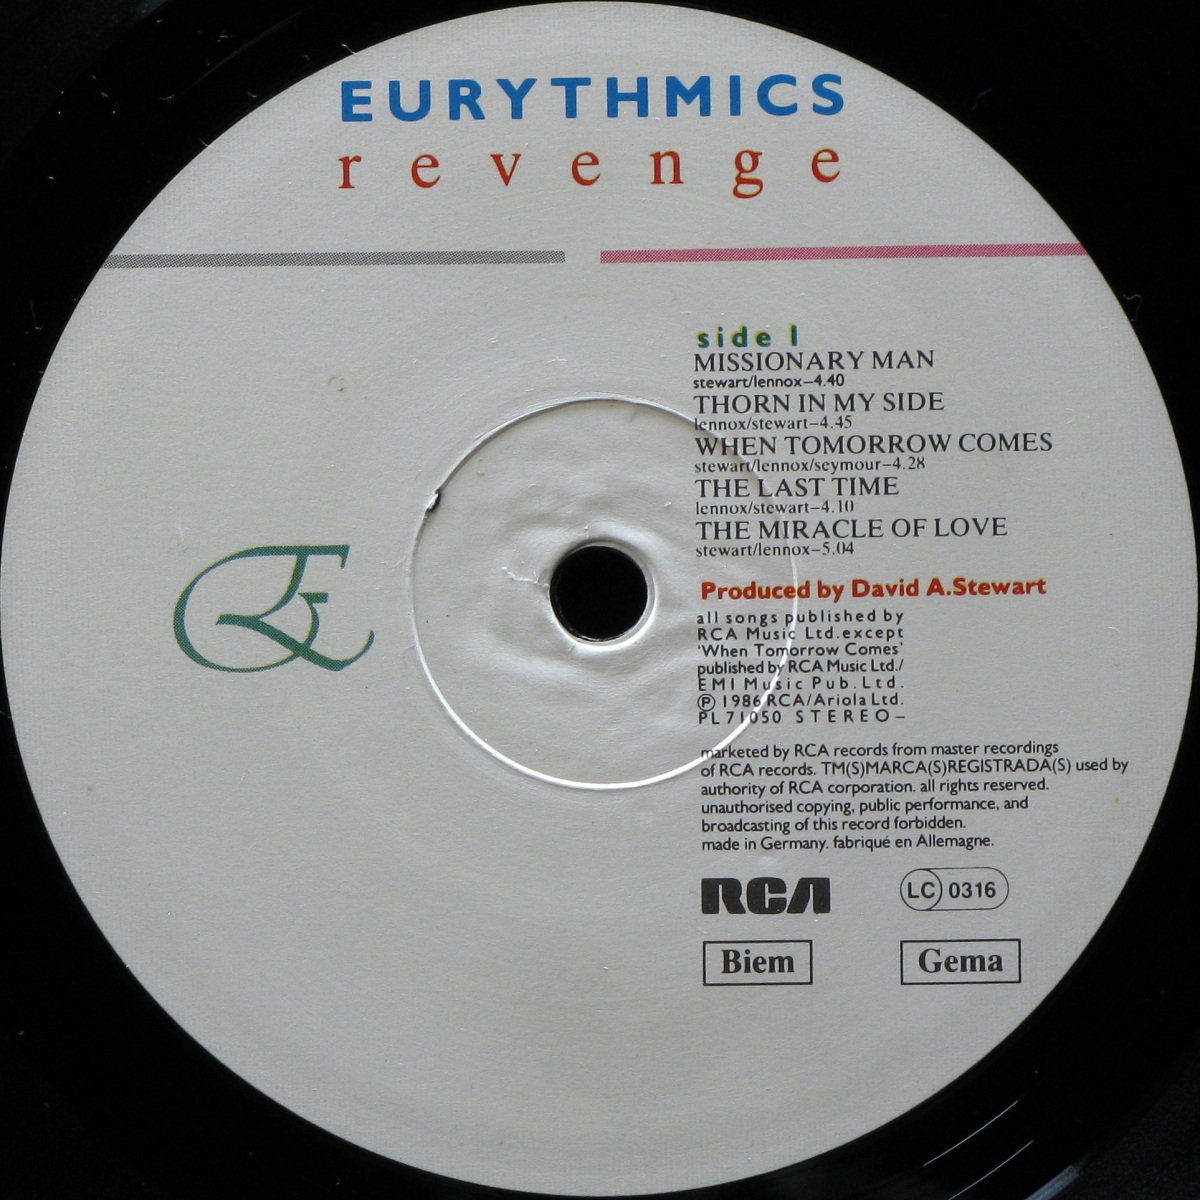 EURYTHMICS
revenge
side 1
MISSIONARY MAN
stewart/lennox–4.40
THORN IN MY SIDE
lennox/stewart–4.45
WHEN TOMORROW COMES
stewart/lennox/seymour–4.28
THE LAST TIME
lennox/stewart–4.10
THE MIRACLE OF LOVE
stewart/lennox–5.04
Produced by David A.Stewart
all songs published by
RCA Music Ltd.except
'When Tomorrow Comes'
published by RCA Music Ltd./
EMI Music Pub.Ltd.
Ⓟ 1986 RCA/Ariola Ltd.
PL71050 STEREO–
marketed by RCA records from master recordings
of RCA records. TM(S)MARCA(S)REGISTRADA(S) used by
authority of RCA corporation. all rights reserved.
unauthorised copying, public performance, and
broadcasting of this record forbidden.
made in Germany. fabriqué en Allemagne.
RCA LC 0316
Biem Gema